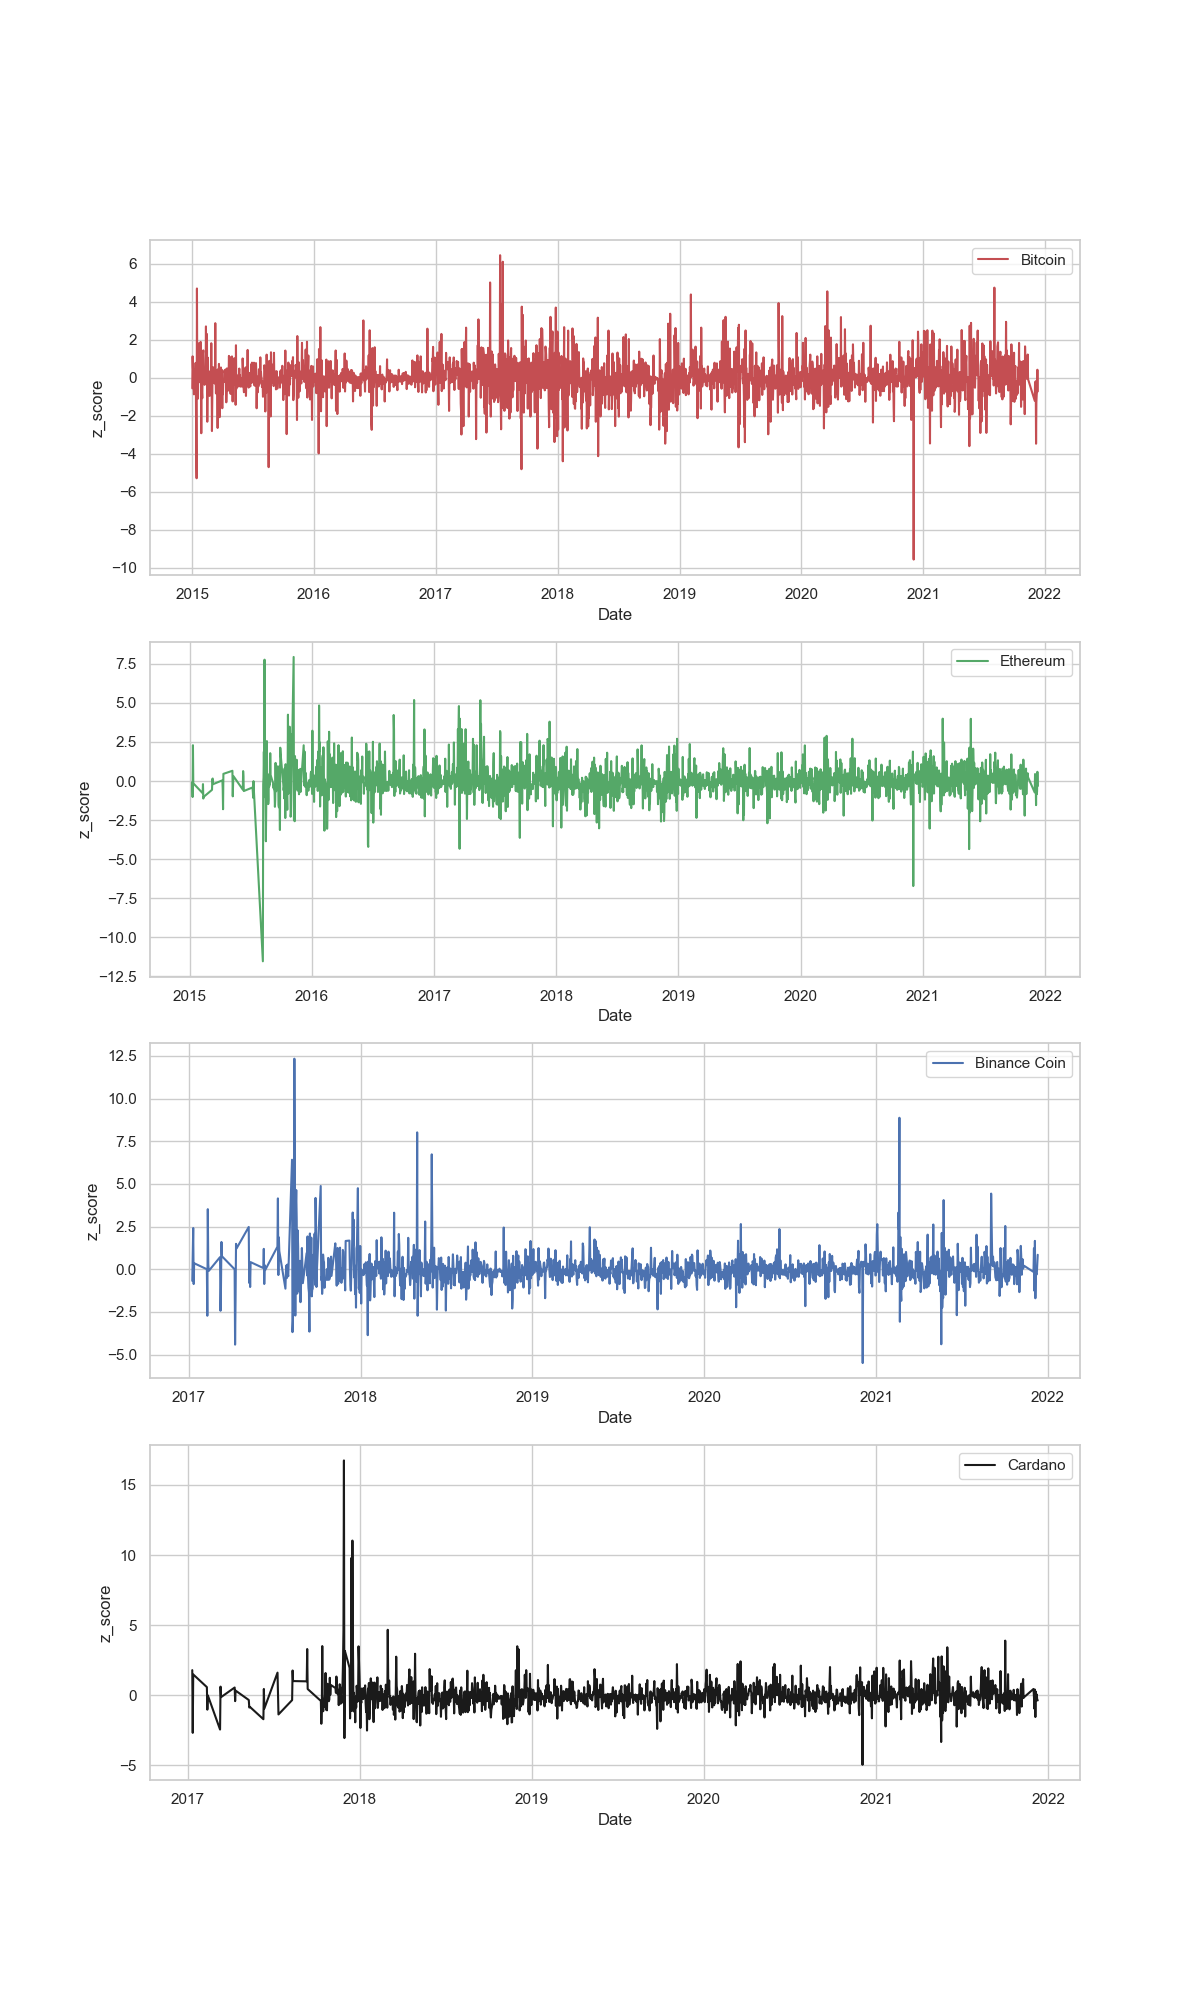 Bitcoin
6
4
2
0
−2
−4
−6
−8
−10
z_score
2015 2016 2017 2018 2019 2020 2021 2022
Date
Ethereum
7.5
5.0
2.5
0.0
−2.5
−5.0
−7.5
−10.0
−12.5
z_score
2015 2016 2017 2018 2019 2020 2021 2022
Date
Binance Coin
12.5
10.0
7.5
5.0
2.5
0.0
−2.5
−5.0
z_score
2017 2018 2019 2020 2021 2022
Date
Cardano
15
10
5
0
−5
z_score
2017 2018 2019 2020 2021 2022
Date